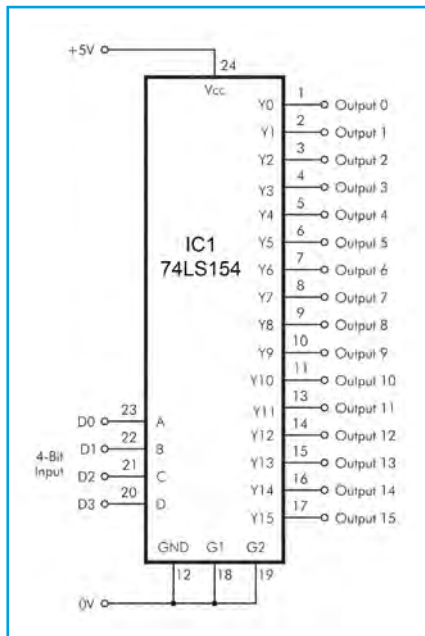 +5V
24
Vcc
Y0 1 Output 0
Y1 2 Output 1
Y2 3 Output 2
Y3 4 Output 3
Y4 5 Output 4
Y5 6 Output 5
IC1
74LS154
Y6 7 Output 6
Y7 8 Output 7
Y8 9 Output 8
Y9 10 Output 9
Y10 11 Output 10
Y11 13 Output 11
Y12 14 Output 12
Y13 15 Output 13
Y14 16 Output 14
Y15 17 Output 15
4-Bit
Input
D0 23 A
D1 22 B
D2 21 C
D3 20 D
GND G1 G2
12 18 19
0V